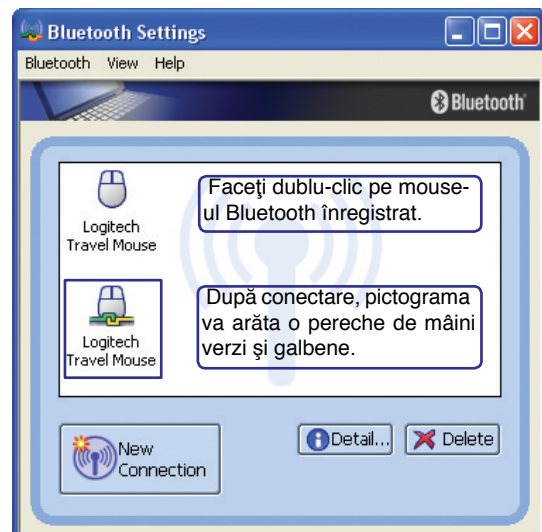 Bluetooth Settings
Bluetooth View Help
Bluetooth
Logitech
Travel Mouse
Faceţi dublu-clic pe mouse-
ul Bluetooth înregistrat.
Logitech
Travel Mouse
După conectare, pictograma
va arăta o pereche de mâini
verzi şi galbene.
New
Connection
Detail...
Delete